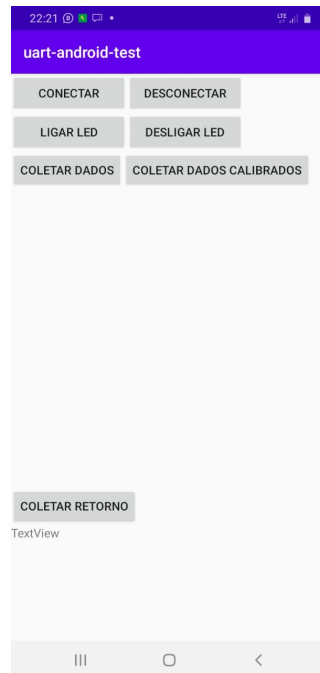 22:21 LTE
uart-android-test
CONECTAR DESCONECTAR
LIGAR LED DESLIGAR LED
COLETAR DADOS COLETAR DADOS CALIBRADOS
COLETAR RETORNO
TextView